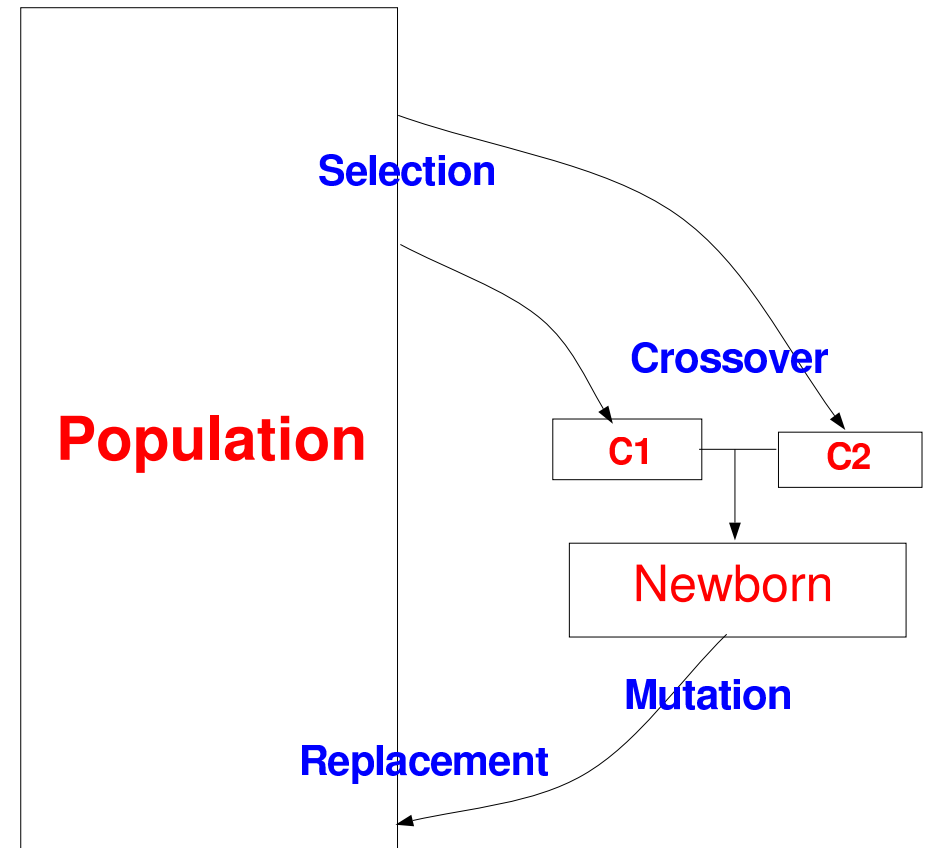 Selection
Crossover
Population
C1
C2
Newborn
Mutation
Replacement